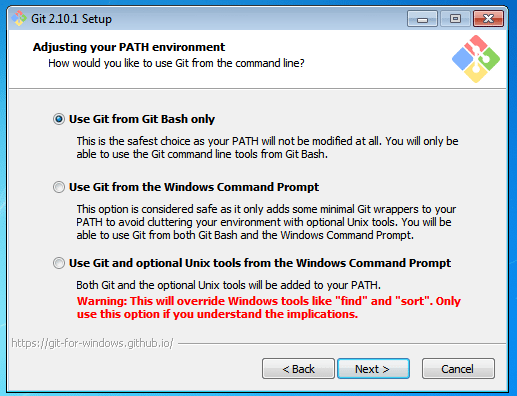 Git 2.10.1 Setup
Adjusting your PATH environment
How would you like to use Git from the command line?
Use Git from Git Bash only
This is the safest choice as your PATH will not be modified at all. You will only be
able to use the Git command line tools from Git Bash.
Use Git from the Windows Command Prompt
This option is considered safe as it only adds some minimal Git wrappers to your
PATH to avoid cluttering your environment with optional Unix tools. You will be
able to use Git from both Git Bash and the Windows Command Prompt.
Use Git and optional Unix tools from the Windows Command Prompt
Both Git and the optional Unix tools will be added to your PATH.
Warning: This will override Windows tools like "find" and "sort". Only
use this option if you understand the implications.
https://git-for-windows.github.io/
< Back Next > Cancel